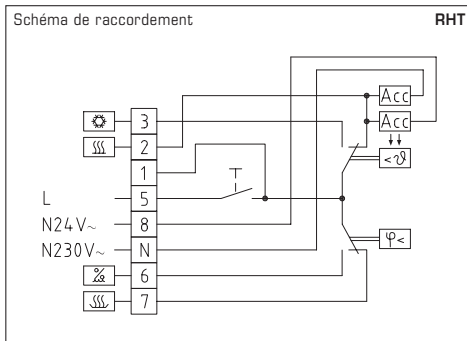 Schéma de raccordement RHT
Acc
Acc
3
2
1
L 5
N24V~ 8
N230V~ N
6
7
<ϑ
φ<